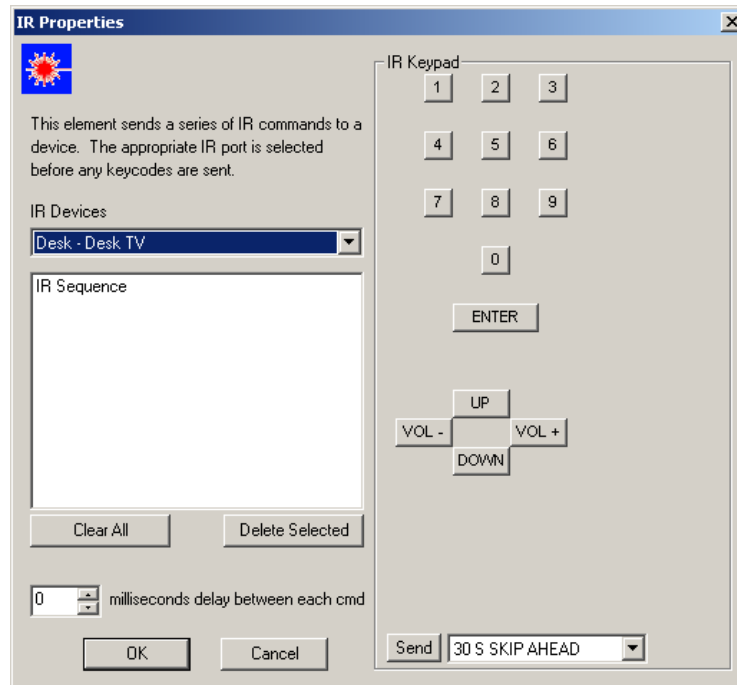 IR Properties
This element sends a series of IR commands to a
device. The appropriate IR port is selected
before any keycodes are sent.
IR Devices
Desk - Desk TV
IR Sequence
Clear All Delete Selected
0 milliseconds delay between each cmd
OK Cancel
IR Keypad
1 2 3
4 5 6
7 8 9
0
ENTER
UP
VOL - VOL +
DOWN
Send 30 S SKIP AHEAD